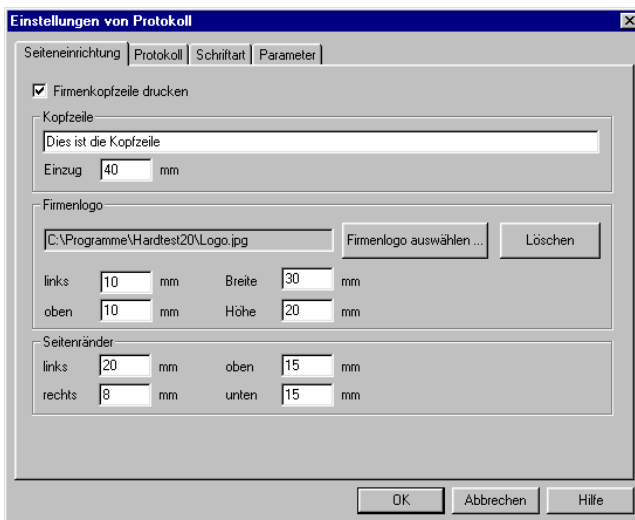 Einstellungen von Protokoll
Seiteneinrichtung Protokoll Schriftart Parameter
Firmenkopfzeile drucken
Kopfzeile
Dies ist die Kopfzeile
Einzug 40 mm
Firmenlogo
C:\Programme\Hardtest20\Logo.jpg Firmenlogo auswählen ... Löschen
links 10 mm Breite 30 mm
oben 10 mm Höhe 20 mm
Seitenränder
links 20 mm oben 15 mm
rechts 8 mm unten 15 mm
OK Abbrechen Hilfe